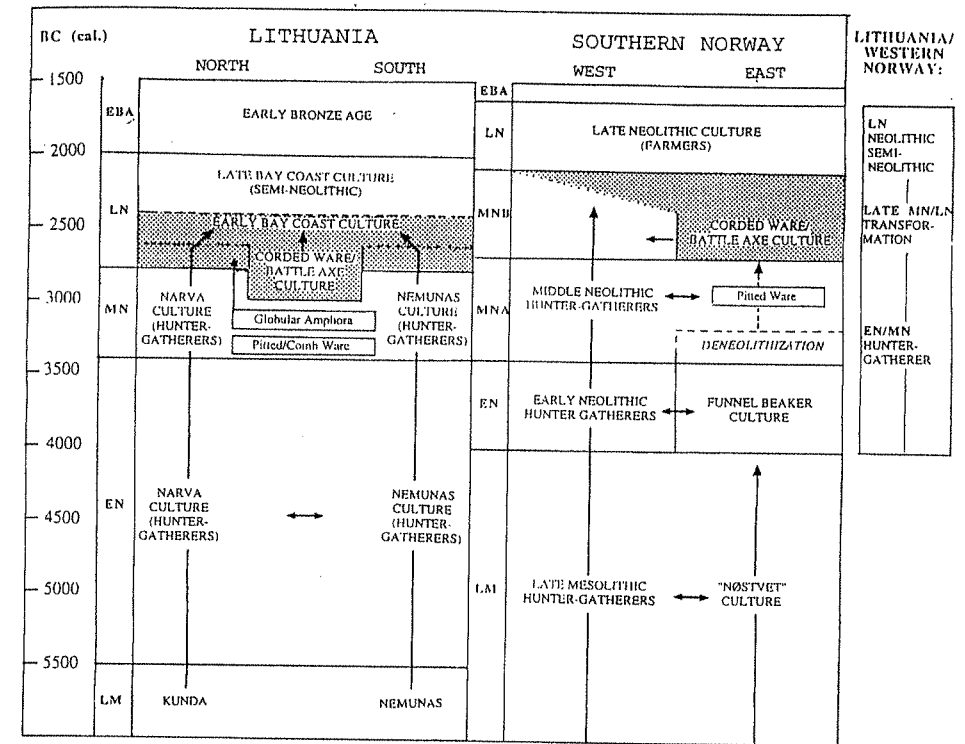 BC (cal.)
1500
2000
2500
3000
3500
4000
4500
5000
5500
LITHUANIA
NORTH SOUTH
EBA
EARLY BRONZE AGE
LN
LATE BAY COAST CULTURE
(SEMI-NEOLITHIC)
EARLY BAY COAST CULTURE
CORDED WARE/
BATTLE AXE
CULTURE
MN
NARVA
CULTURE
(HUNTER-
GATHERERS)
Globular Amphora
Pitted/Comb Ware
NEMUNAS
CULTURE
(HUNTER-
GATHERERS)
EN
NARVA
CULTURE
(HUNTER-
GATHERERS)
NEMUNAS
CULTURE
(HUNTER-
GATHERERS)
LM
KUNDA
NEMUNAS
SOUTHERN NORWAY
WEST EAST
EBA
LN
LATE NEOLITHIC CULTURE
(FARMERS)
MNB
CORDED WARE/
BATTLE AXE CULTURE
MNA
MIDDLE NEOLITHIC
HUNTER-GATHERERS
Pitted Ware
DENEOLITHIZATION
EN
EARLY NEOLITHIC
HUNTER GATHERERS
FUNNEL BEAKER
CULTURE
LM
LATE MESOLITHIC
HUNTER-GATHERERS
"NØSTVET"
CULTURE
LITHUANIA/
WESTERN
NORWAY:
LN
NEOLITHIC
SEMI-
NEOLITHIC
LATE MN/LN
TRANSFOR-
MATION
EN/MN
HUNTER-
GATHERER